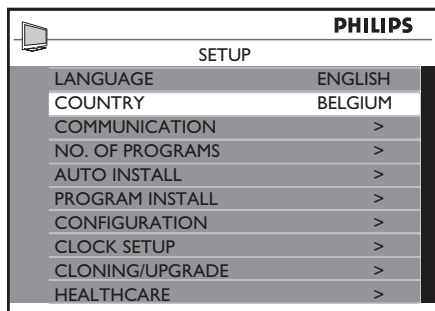 PHILIPS
SETUP
LANGUAGE ENGLISH
COUNTRY BELGIUM
COMMUNICATION >
NO. OF PROGRAMS >
AUTO INSTALL >
PROGRAM INSTALL >
CONFIGURATION >
CLOCK SETUP >
CLONING/UPGRADE >
HEALTHCARE >